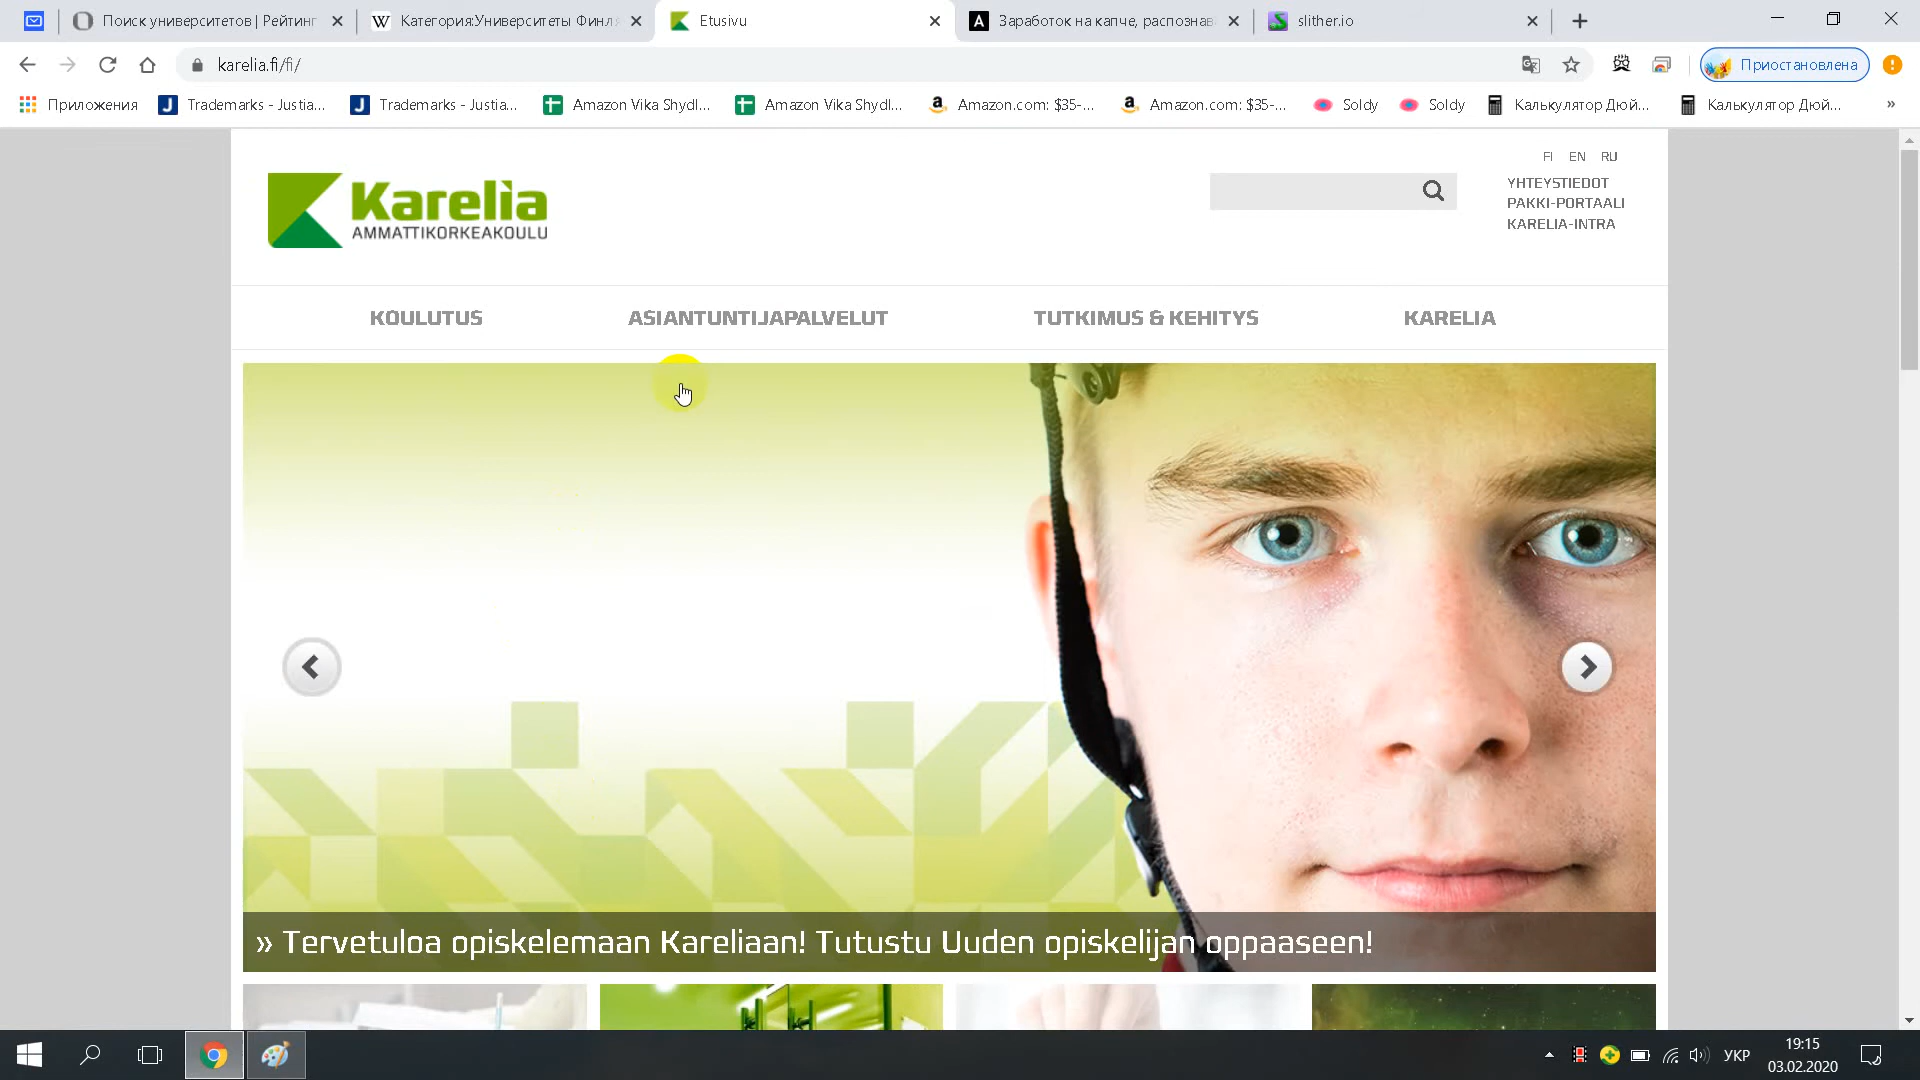 Поиск университетов | Рейтинг
Категория:Университеты Финля
Etusivu
Заработок на капче, распознав
slither.io
karelia.fi/fi/
Приостановлена
Приложения
Trademarks - Justia...
Trademarks - Justia...
Amazon Vika Shydl...
Amazon Vika Shydl...
Amazon.com: $35-...
Amazon.com: $35-...
Soldy
Soldy
Калькулятор Дюй...
Калькулятор Дюй...
»
FI EN RU
YHTEYSTIEDOT
PAKKI-PORTAALI
KARELIA-INTRA
Karelia
AMMATTIKORKEAKOULU
KOULUTUS
ASIANTUNTIJAPALVELUT
TUTKIMUS & KEHITYS
KARELIA
» Tervetuloa opiskelemaan Kareliaan! Tutustu Uuden opiskelijan oppaaseen!
УКР
19:15
03.02.2020